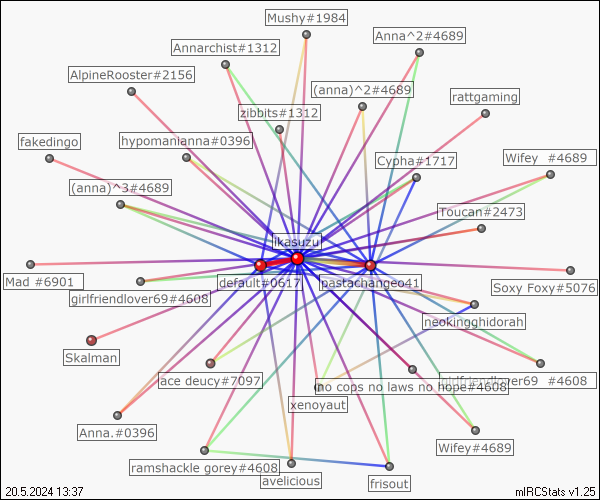 Mushy#1984
Anna^2#4689
Annarchist#1312
AlpineRooster#2156
(anna)^2#4689
rattgaming
zibbits#1312
fakedingo
hypomanianna#0396
Cypha#1717
Wifey #4689
(anna)^3#4689
Toucan#2473
likasuzu
Mad #6901
default#0617
pastachangeo41
Soxy Foxy#5076
girlfriendlover69#4608
neokingghidorah
Skalman
ace deucy#7097
no cops no laws no hope#4608
girlfriendlover69 #4608
xenoyaut
Anna.#0396
Wifey#4689
ramshackle gorey#4608
avelicious
frisout
20.5.2024 13:37
mIRCStats v1.25